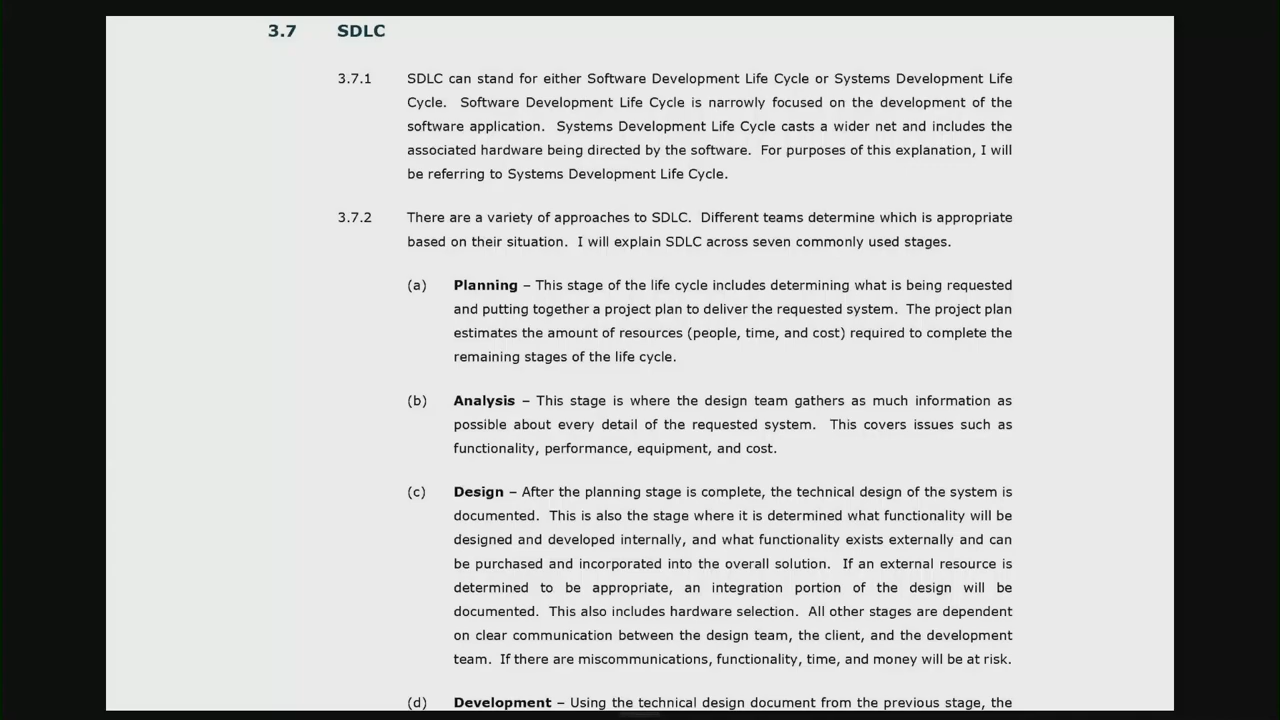 3.7 SDLC
3.7.1 SDLC can stand for either Software Development Life Cycle or Systems Development Life
Cycle. Software Development Life Cycle is narrowly focused on the development of the
software application. Systems Development Life Cycle casts a wider net and includes the
associated hardware being directed by the software. For purposes of this explanation, I will
be referring to Systems Development Life Cycle.
3.7.2 There are a variety of approaches to SDLC. Different teams determine which is appropriate
based on their situation. I will explain SDLC across seven commonly used stages.
(a) Planning – This stage of the life cycle includes determining what is being requested
and putting together a project plan to deliver the requested system. The project plan
estimates the amount of resources (people, time, and cost) required to complete the
remaining stages of the life cycle.
(b) Analysis – This stage is where the design team gathers as much information as
possible about every detail of the requested system. This covers issues such as
functionality, performance, equipment, and cost.
(c) Design – After the planning stage is complete, the technical design of the system is
documented. This is also the stage where it is determined what functionality will be
designed and developed internally, and what functionality exists externally and can
be purchased and incorporated into the overall solution. If an external resource is
determined to be appropriate, an integration portion of the design will be
documented. This also includes hardware selection. All other stages are dependent
on clear communication between the design team, the client, and the development
team. If there are miscommunications, functionality, time, and money will be at risk.
(d) Development – Using the technical design document from the previous stage, the